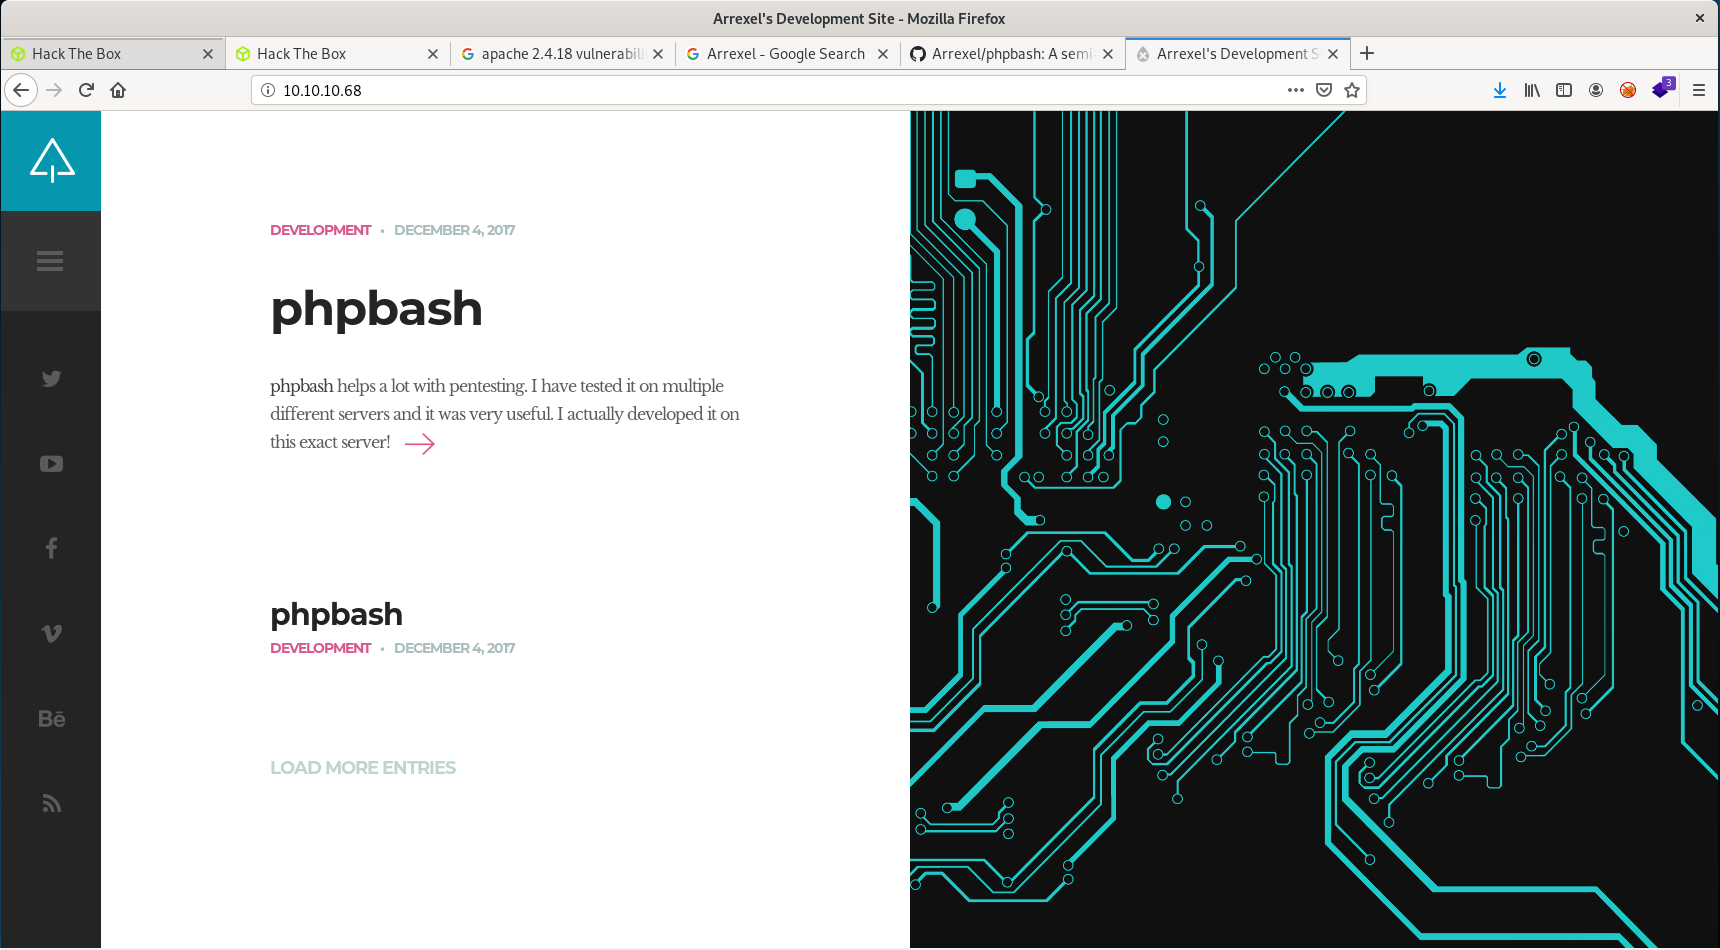 Arrexel's Development Site - Mozilla Firefox
Hack The Box
Hack The Box
apache 2.4.18 vulnerabili
Arrexel - Google Search
Arrexel/phpbash: A semi
Arrexel's Development S
10.10.10.68
3
DEVELOPMENT • DECEMBER 4, 2017
phpbash
phpbash helps a lot with pentesting. I have tested it on multiple
different servers and it was very useful. I actually developed it on
this exact server!
phpbash
DEVELOPMENT • DECEMBER 4, 2017
Bē
LOAD MORE ENTRIES